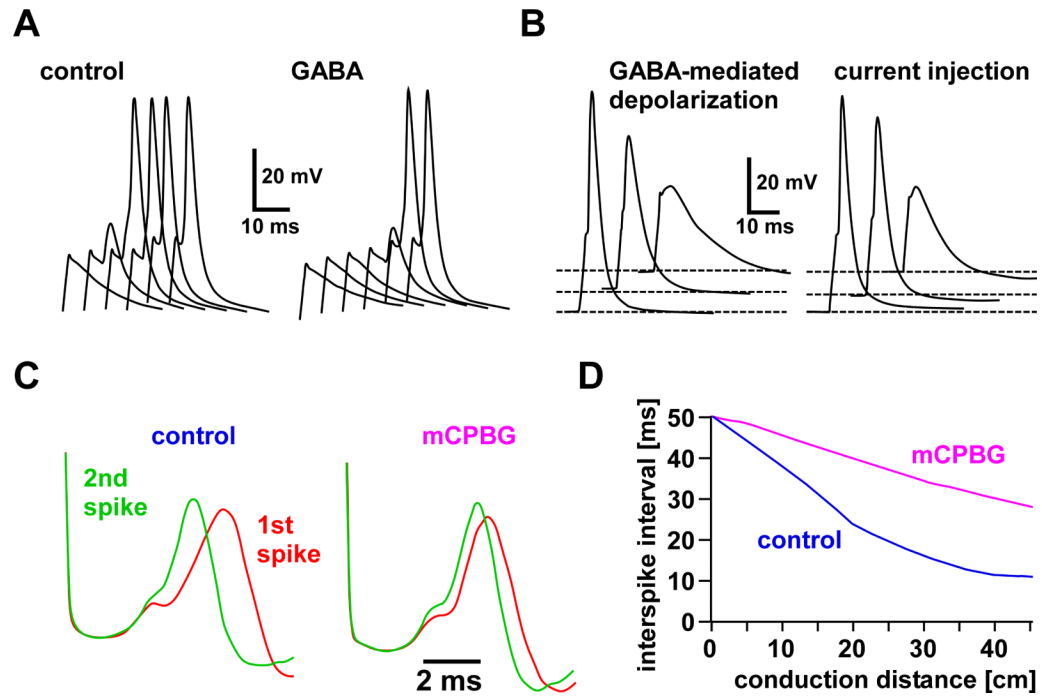 A
control
GABA
20 mV
10 ms
B
GABA-mediated
depolarization
current injection
20 mV
10 ms
C
control
mCPBG
2nd
spike
1st
spike
2 ms
D
interspike interval [ms]
50
40
30
20
10
0
mCPBG
control
0
10
20
30
40
conduction distance [cm]